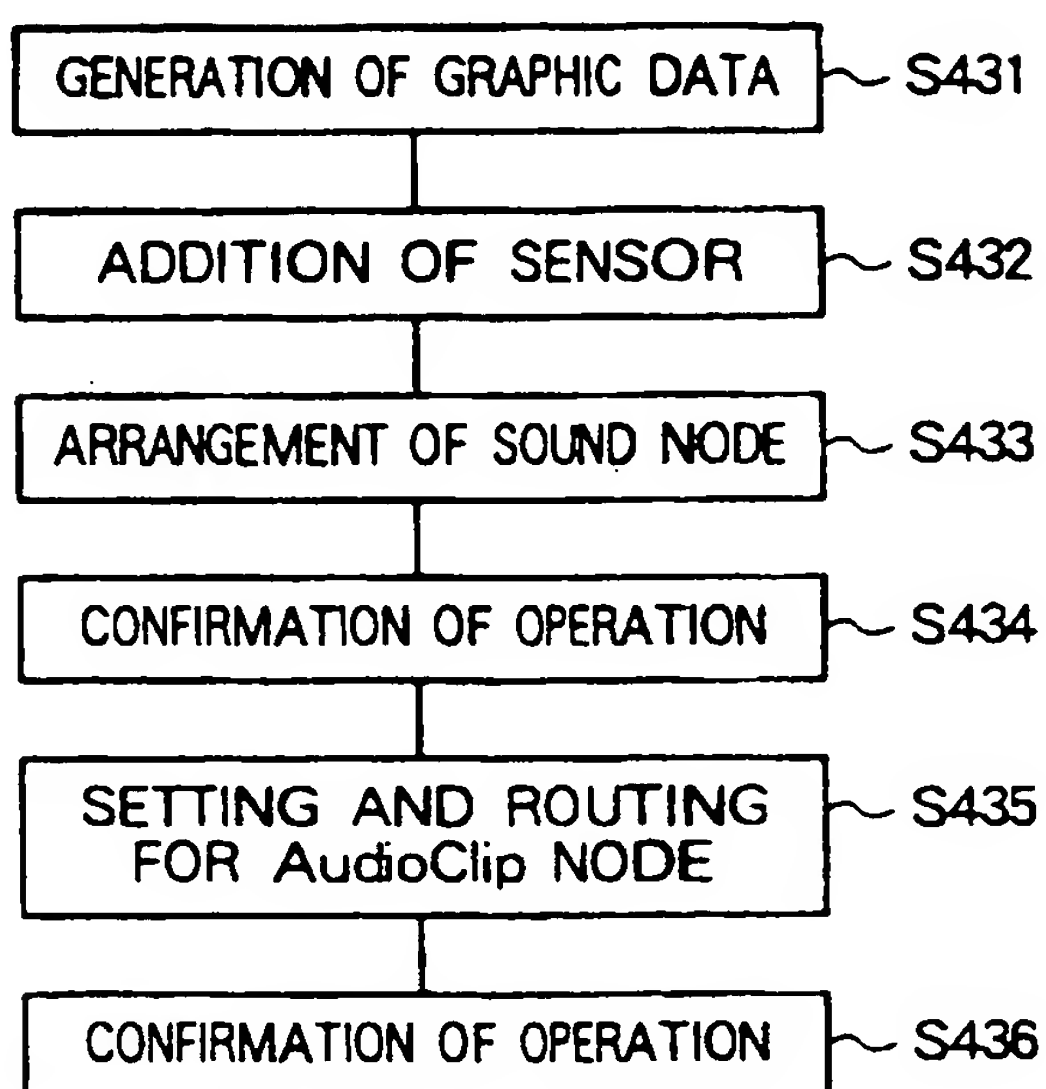 GENERATION OF GRAPHIC DATA S431
ADDITION OF SENSOR S432
ARRANGEMENT OF SOUND NODE S433
CONFIRMATION OF OPERATION S434
SETTING AND ROUTING S435
FOR AudioClip NODE
CONFIRMATION OF OPERATION S436